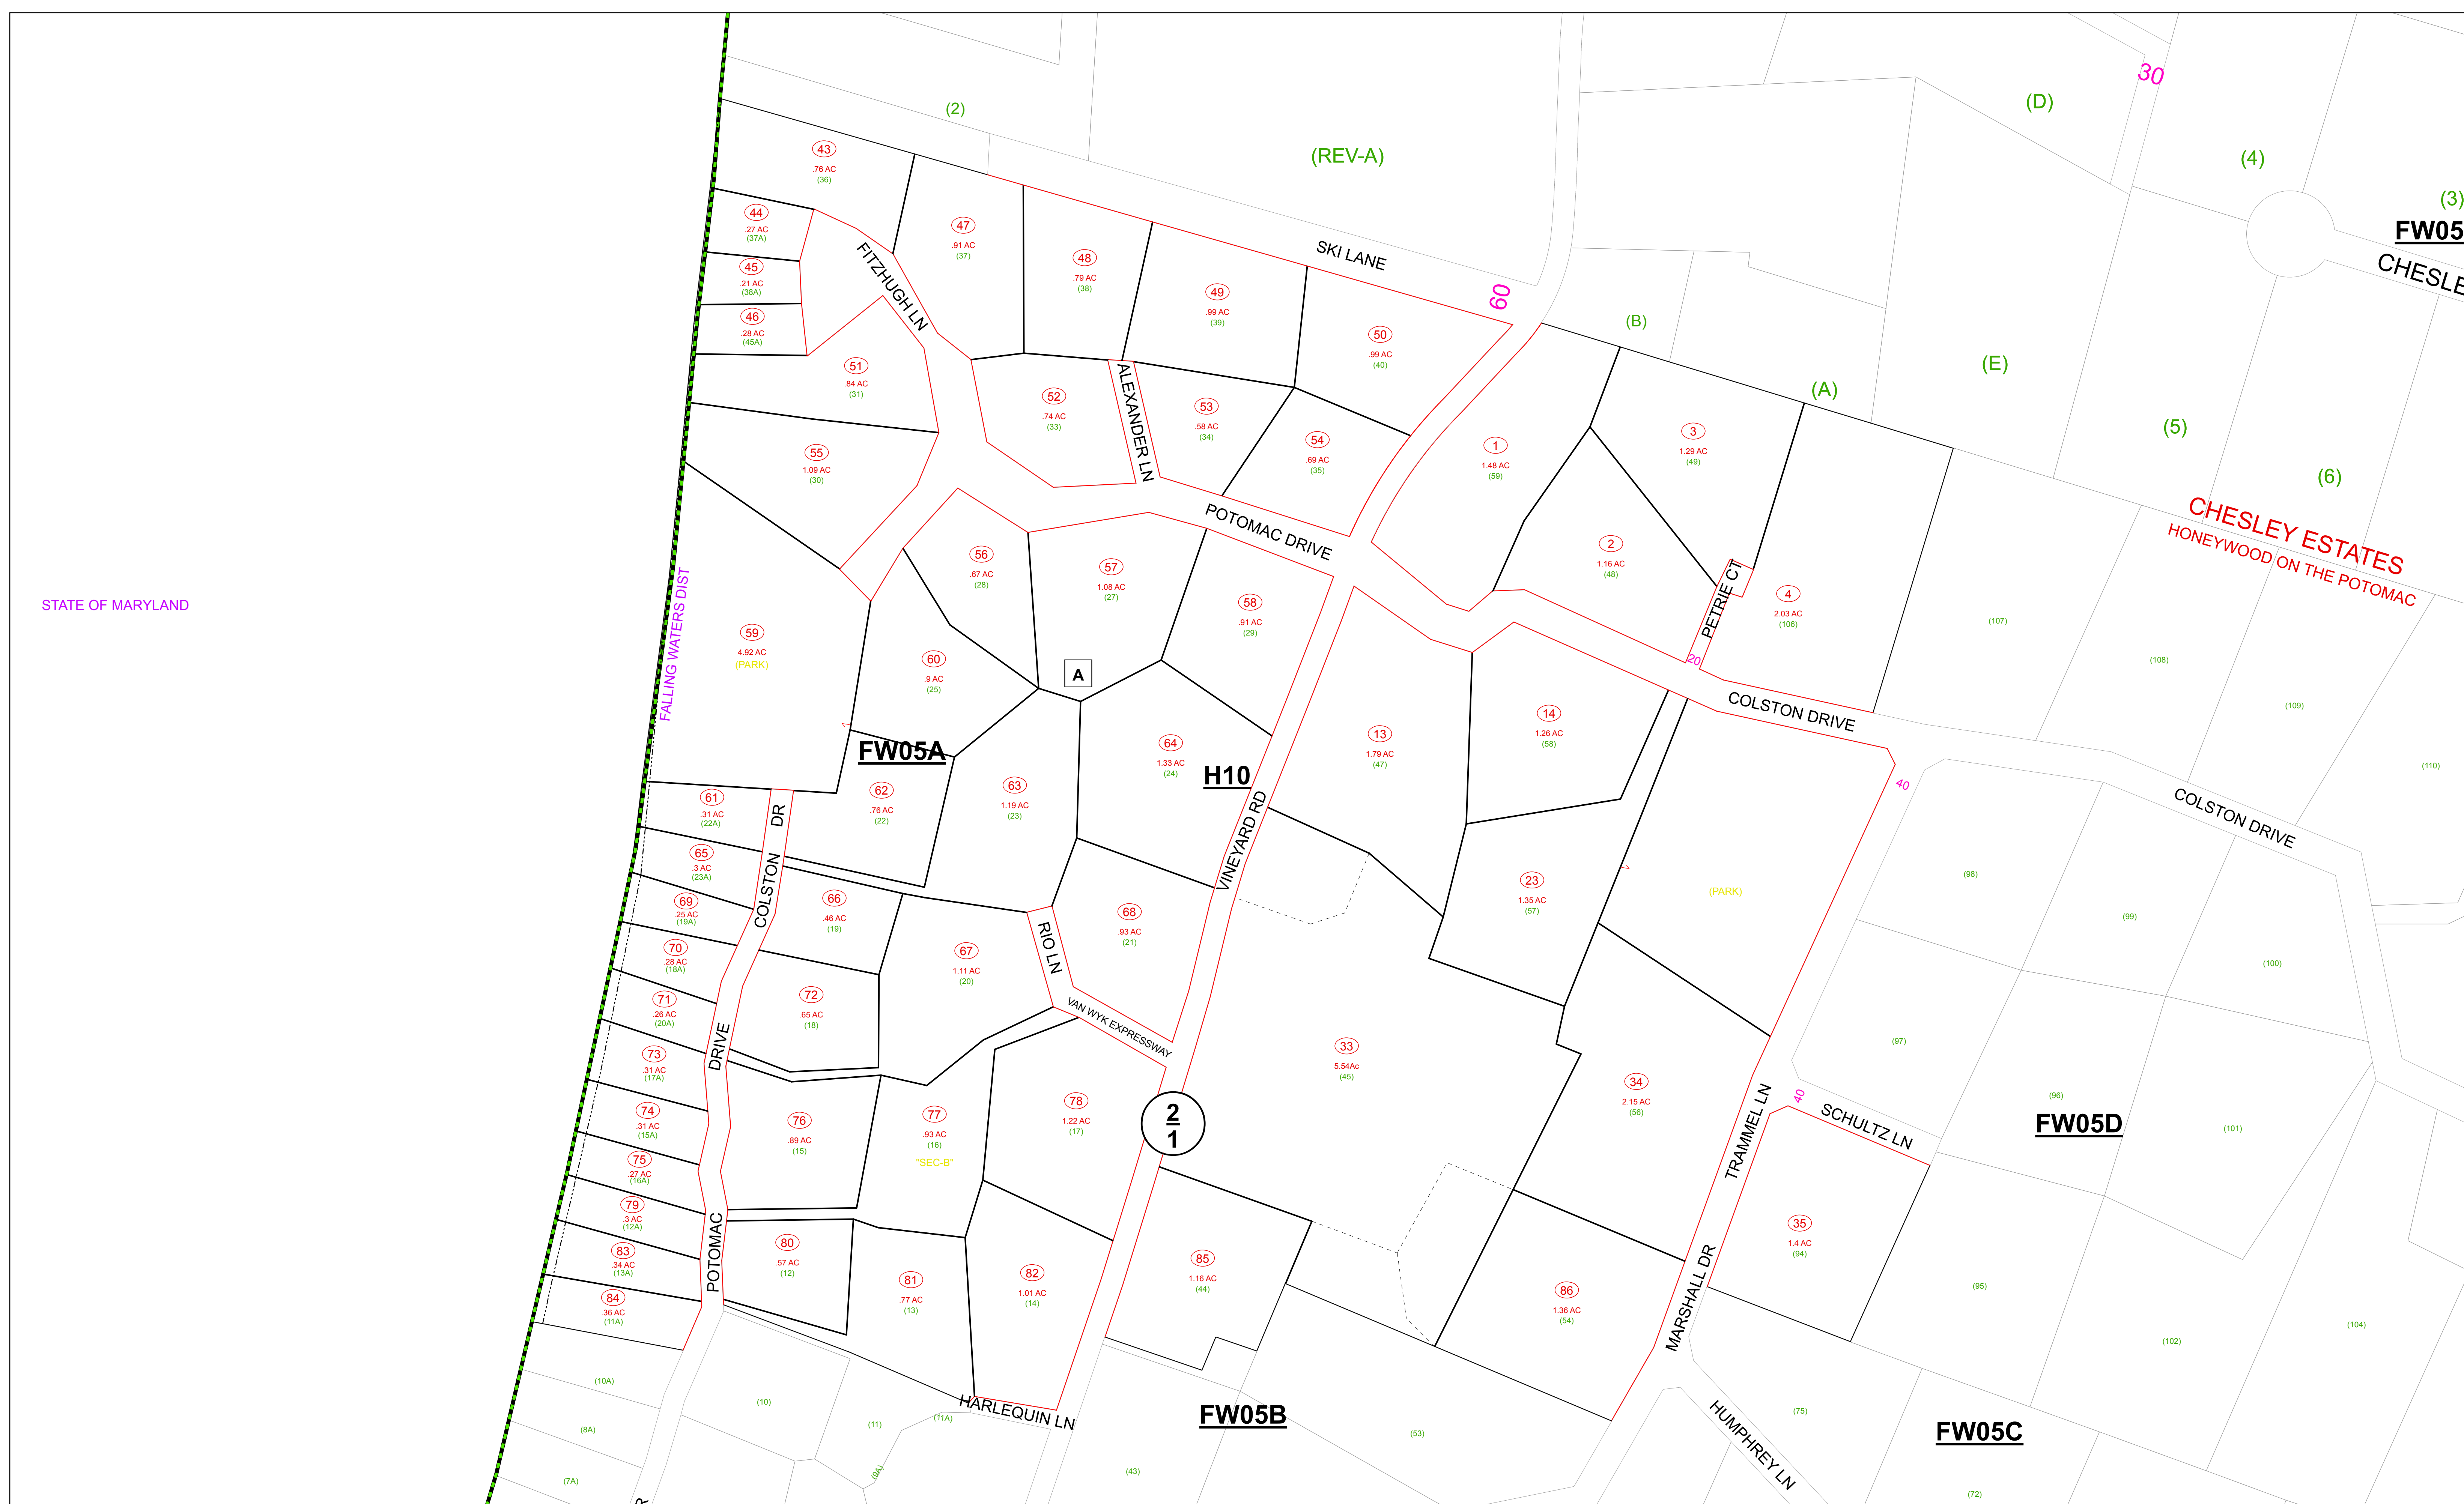 30
(2)
(D)
(REV-A)
(4)
(3)
FW05
CHESLE
43
.76 AC
(36)
44
.27 AC
(37A)
45
.21 AC
(38A)
46
.28 AC
(45A)
FITZHUGH LN
47
.91 AC
(37)
48
.79 AC
(38)
49
.99 AC
(39)
SKI LANE
60
50
.99 AC
(40)
(B)
(E)
(A)
(5)
(6)
51
.84 AC
(31)
52
.74 AC
(33)
ALEXANDER LN
53
.58 AC
(34)
54
.69 AC
(35)
1
1.48 AC
(59)
3
1.29 AC
(49)
55
1.09 AC
(30)
POTOMAC DRIVE
CHESLEY ESTATES
HONEYWOOD ON THE POTOMAC
56
.67 AC
(28)
57
1.08 AC
(27)
58
.91 AC
(29)
2
1.16 AC
(48)
PETRIE CT
20
4
2.03 AC
(106)
(107)
(108)
(109)
(110)
STATE OF MARYLAND
FALLING WATERS DIST
59
4.92 AC
(PARK)
60
.9 AC
(25)
A
FW05A
64
1.33 AC
(24)
H10
13
1.79 AC
(47)
14
1.26 AC
(58)
COLSTON DRIVE
40
COLSTON DRIVE
61
.31 AC
(22A)
COLSTON DR
62
.76 AC
(22)
63
1.19 AC
(23)
VINEYARD RD
65
.3 AC
(23A)
66
.46 AC
(19)
67
1.11 AC
(20)
RIO LN
68
.93 AC
(21)
23
1.35 AC
(57)
(PARK)
(98)
(99)
(100)
69
.25 AC
(19A)
70
.28 AC
(18A)
71
.26 AC
(20A)
72
.65 AC
(18)
VAN WYK EXPRESSWAY
33
5.54Ac
(45)
34
2.15 AC
(56)
(97)
(96)
FW05D
(101)
73
.31 AC
(17A)
DRIVE
74
.31 AC
(15A)
76
.89 AC
(15)
77
.93 AC
(16)
"SEC-B"
78
1.22 AC
(17)
2
1
TRAMMEL LN
40
SCHULTZ LN
75
.27 AC
(16A)
79
.3 AC
(12A)
POTOMAC
80
.57 AC
(12)
81
.77 AC
(13)
82
1.01 AC
(14)
85
1.16 AC
(44)
86
1.36 AC
(54)
MARSHALL DR
35
1.4 AC
(94)
(95)
(102)
(104)
83
.34 AC
(13A)
84
.36 AC
(11A)
(10A)
(10)
(11)
(11A)
HARLEQUIN LN
FW05B
(53)
HUMPHREY LN
(75)
FW05C
(8A)
(7A)
(9A)
(43)
(72)
R